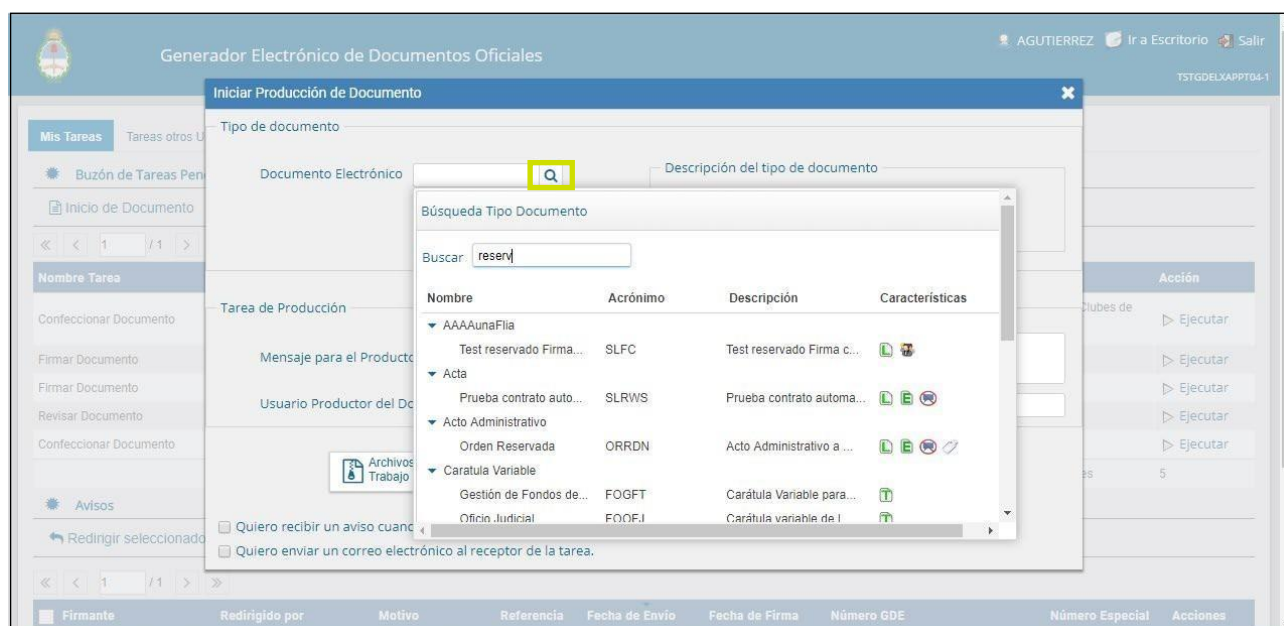 AGUTIERREZ Ir a Escritorio Salir
Generador Electrónico de Documentos Oficiales
TSTGDELXAPPT04-1
Iniciar Producción de Documento
Mis Tareas Tareas otros U
Tipo de documento
Buzón de Tareas Pen
Documento Electrónico
Descripción del tipo de documento
Inicio de Documento
Búsqueda Tipo Documento
1 / 1
Buscar reserv
Nombre Tarea
Acción
Nombre Acrónimo Descripción Características
Tarea de Producción
Clubes de
Confeccionar Documento
Ejecutar
AAAAunaFlia
Test reservado Firma... SLFC Test reservado Firma c... L
Mensaje para el Producto
Firmar Documento
Ejecutar
Acta
Firmar Documento
Ejecutar
Prueba contrato auto... SLRWS Prueba contrato automa... L E
Usuario Productor del Do
Revisar Documento
Ejecutar
Acto Administrativo
Orden Reservada ORRDN Acto Administrativo a ... L E
Confeccionar Documento
Ejecutar
Archivos
Trabajo
Caratula Variable
es 5
Gestión de Fondos de... FOGFT Carátula Variable para... T
Avisos
Oficio Judicial FOOFJ Carátula variable de I T
Quiero recibir un aviso cuand
Redirigir seleccionado
Quiero enviar un correo electrónico al receptor de la tarea.
1 / 1
Firmante Redirigido por Motivo Referencia Fecha de Envío Fecha de Firma Número GDE Número Especial Acciones